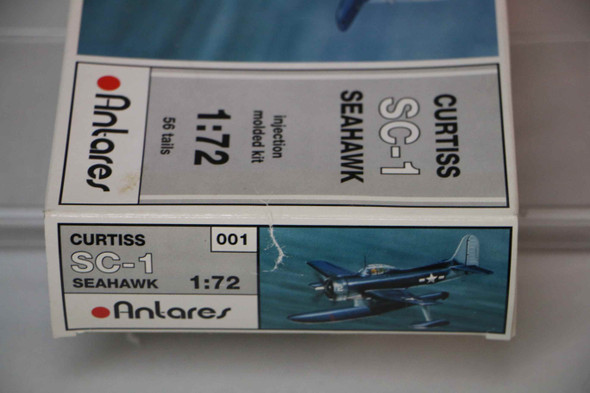 CURTISS
SC-1
SEAHAWK
injection
molded kit
1:72
56 tails
Antares
CURTISS
001
SC-1
SEAHAWK 1:72
Antares